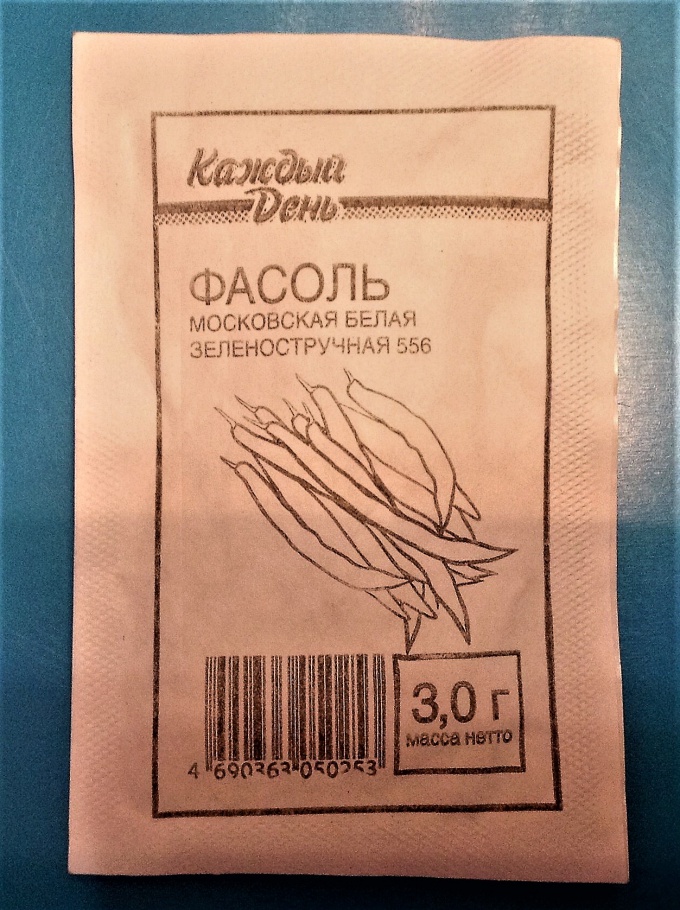 Каждый
День
ФАСОЛЬ
МОСКОВСКАЯ БЕЛАЯ
ЗЕЛЕНОСТРУЧНАЯ 556
3,0 г
масса нетто
4 690363 050253